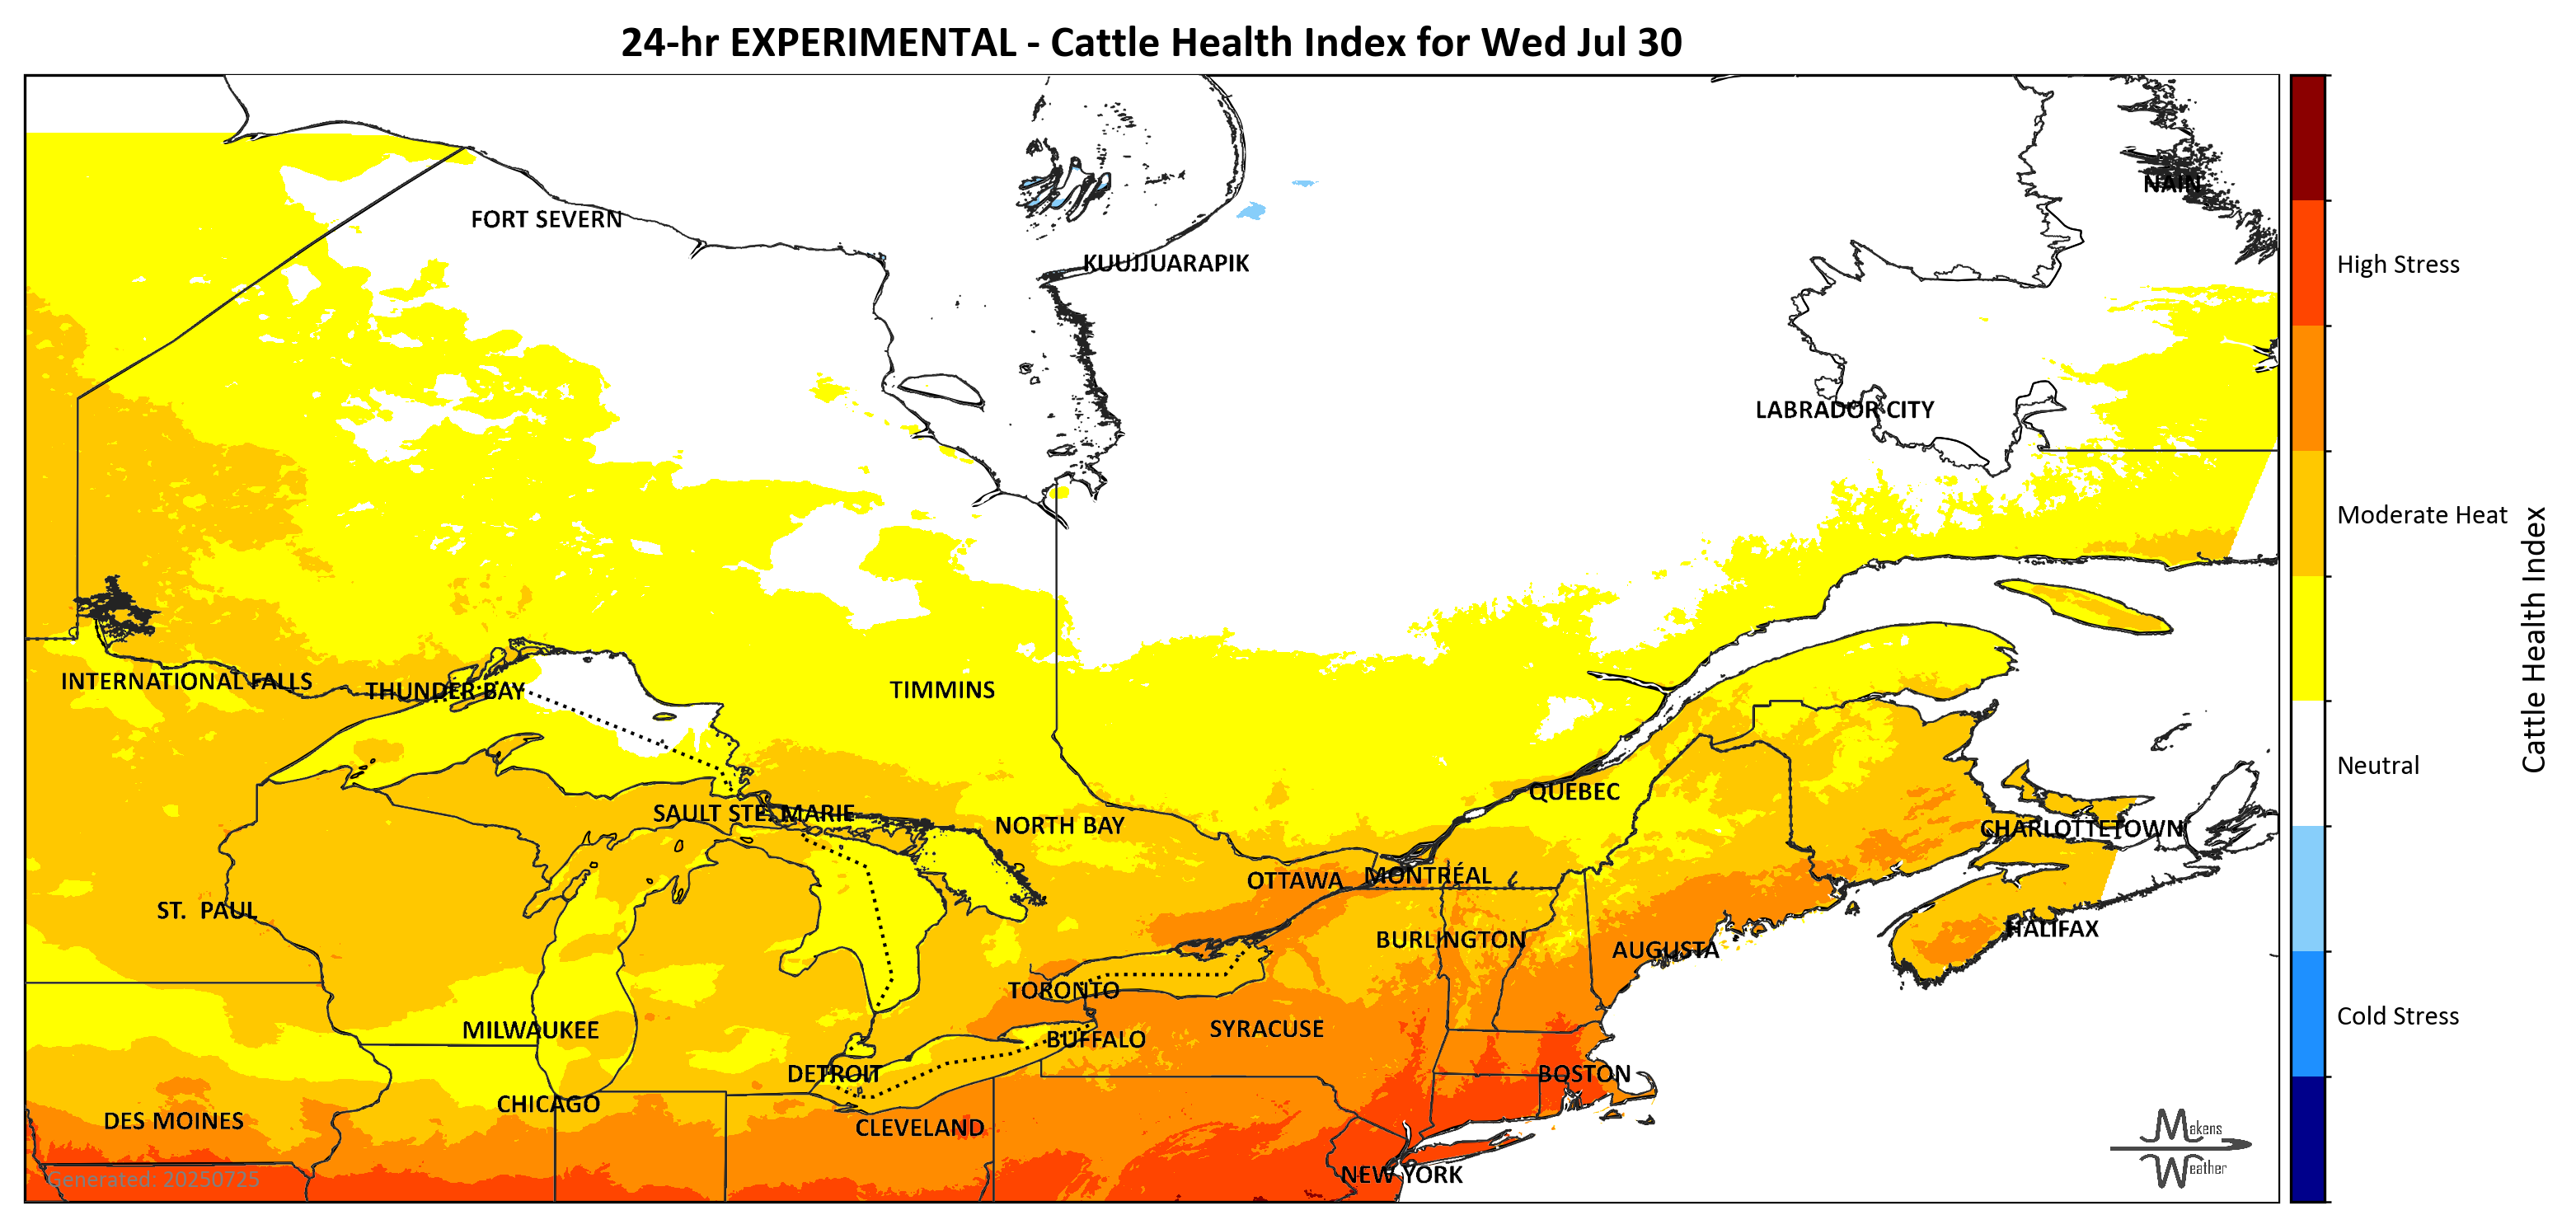 24-hr EXPERIMENTAL - Cattle Health Index for Wed Jul 30
NAIN
FORT SEVERN
KUUJJUARAPIK
High Stress
LABRADOR CITY
Moderate Heat
Cattle Health Index
INTERNATIONAL FALLS
THUNDER BAY
TIMMINS
Neutral
QUEBEC
SAULT STE. MARIE
NORTH BAY
CHARLOTTETOWN
OTTAWA
MONTRÉAL
ST. PAUL
BURLINGTON
HALIFAX
AUGUSTA
TORONTO
Cold Stress
MILWAUKEE
SYRACUSE
BUFFALO
DETROIT
BOSTON
CHICAGO
DES MOINES
CLEVELAND
Makens
Weather
NEW YORK
Generated: 20250725